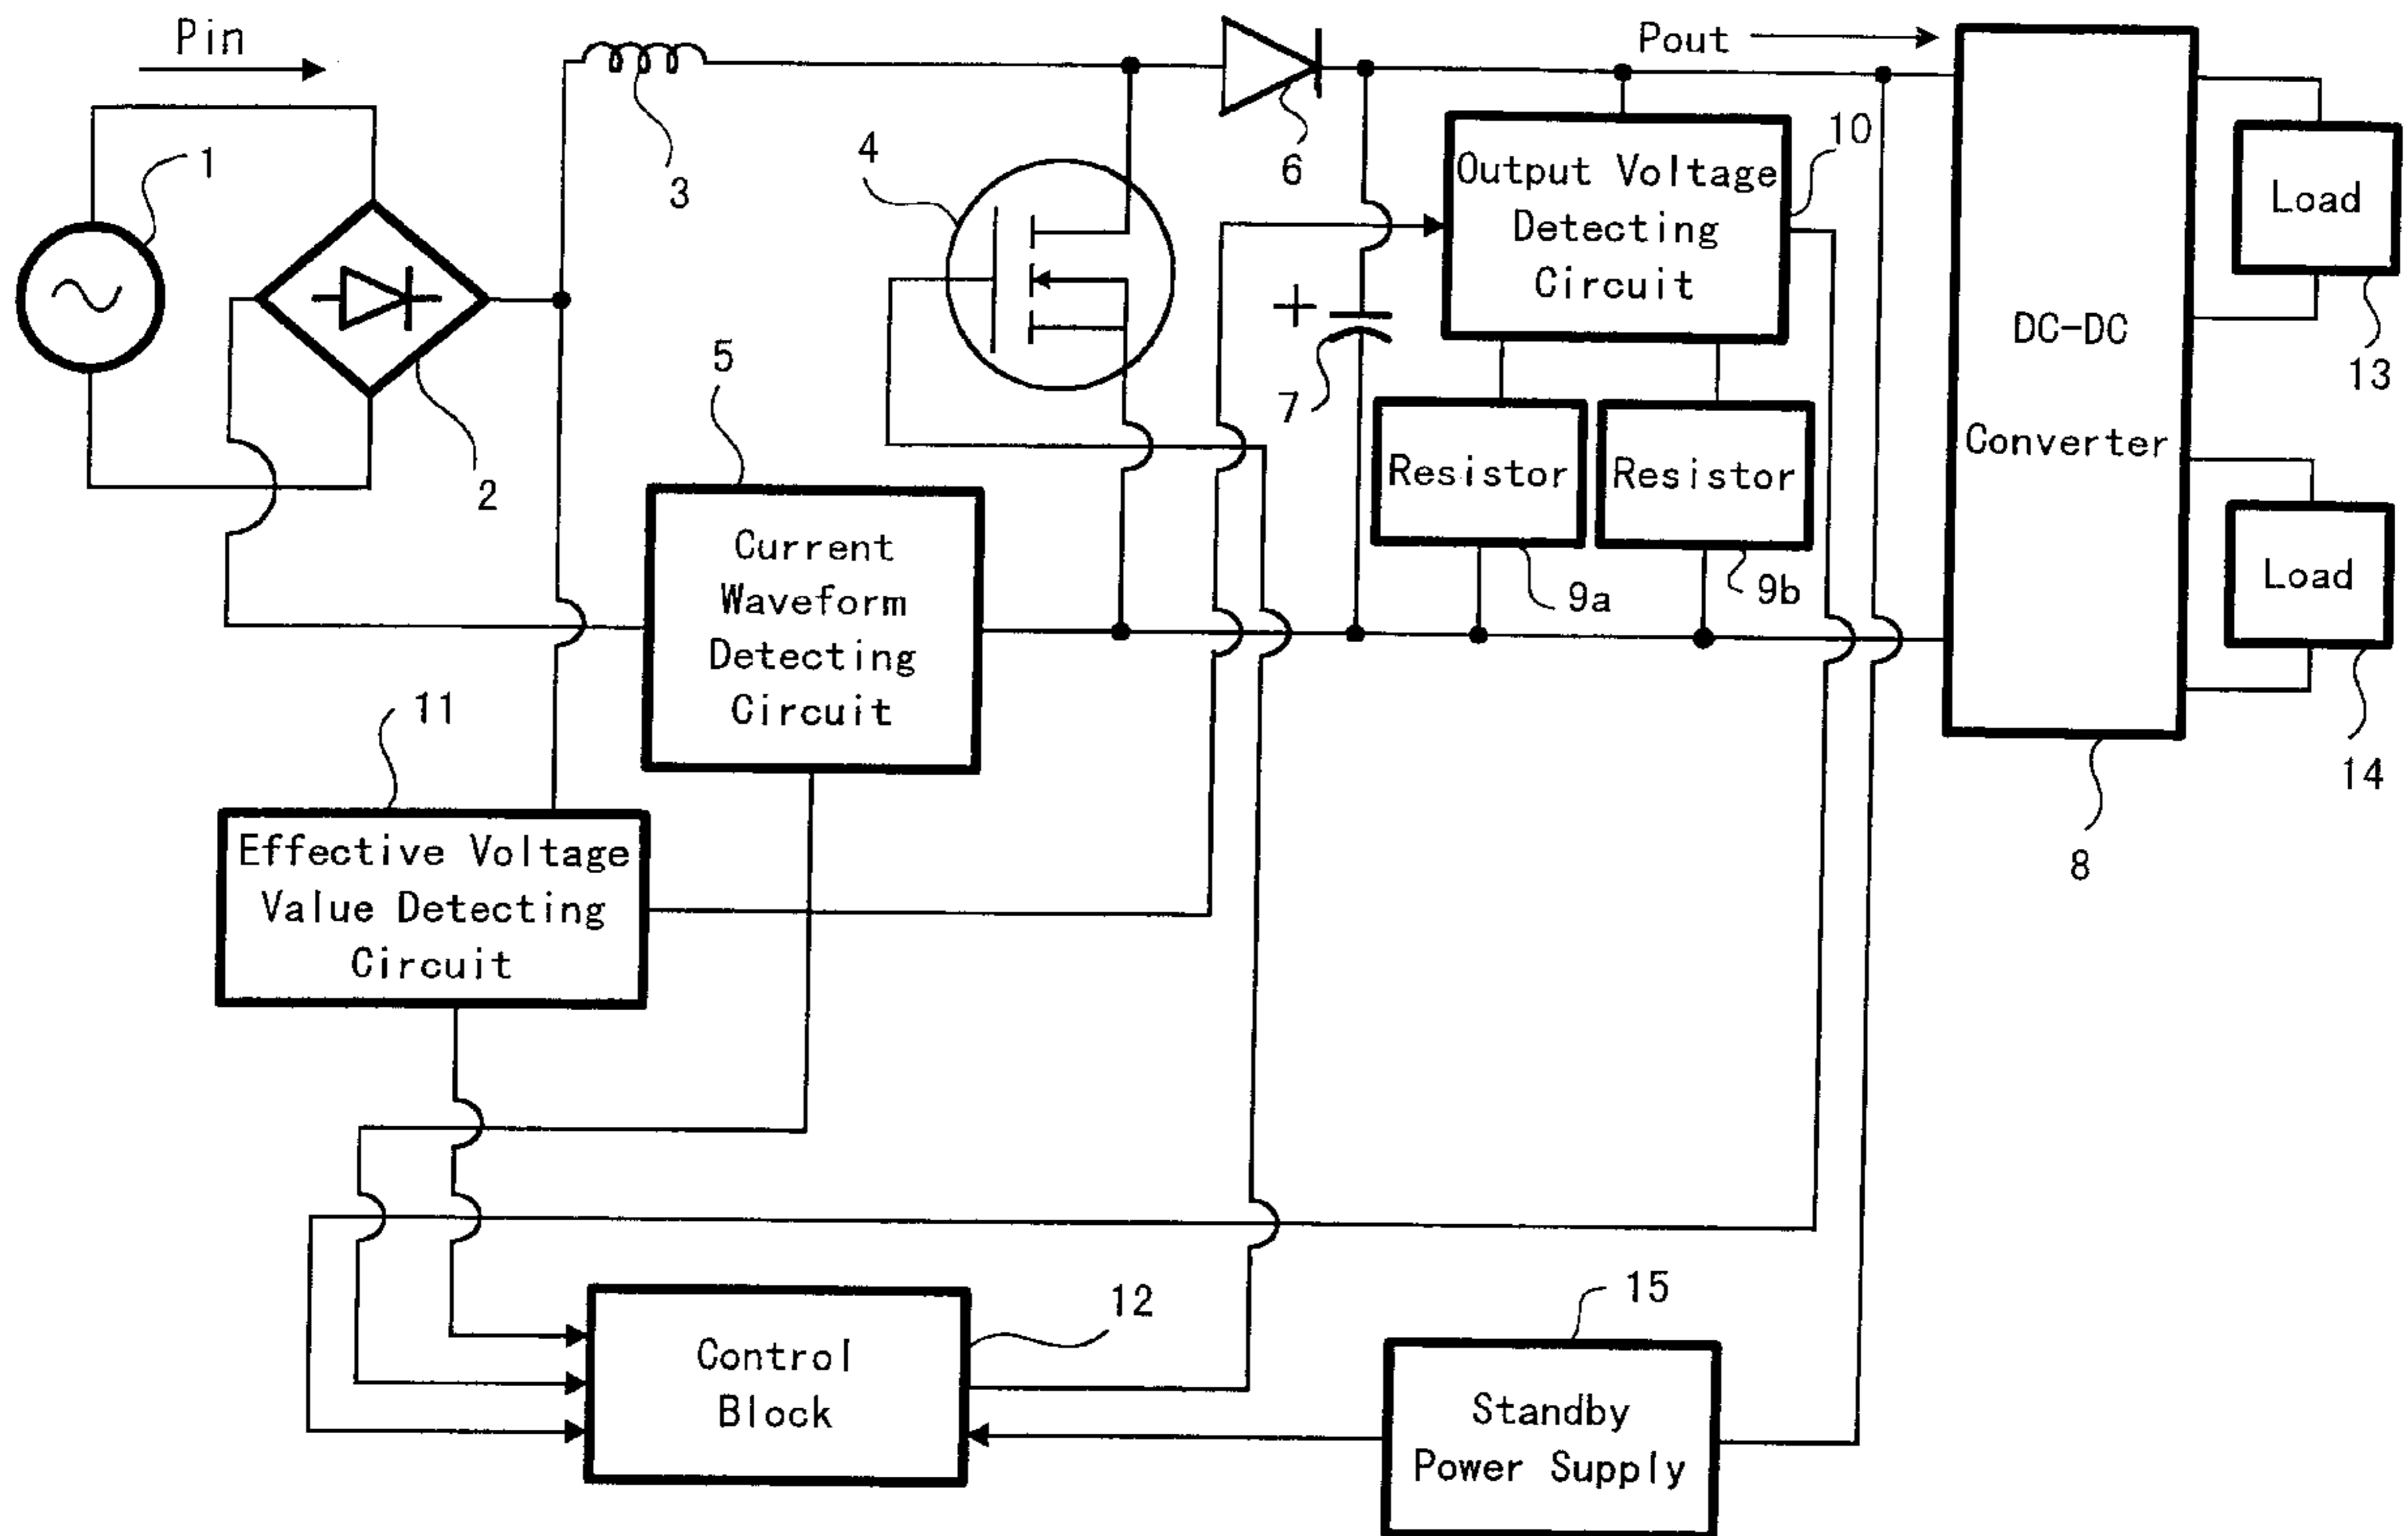 Pin
Pout
1
2
3
4
5
6
7
10
Output Voltage
Detecting
Circuit
DC-DC
Converter
Load
13
Resistor
Resistor
9a
9b
Load
14
8
Current
Waveform
Detecting
Circuit
11
Effective Voltage
Value Detecting
Circuit
12
Control
Block
15
Standby
Power Supply